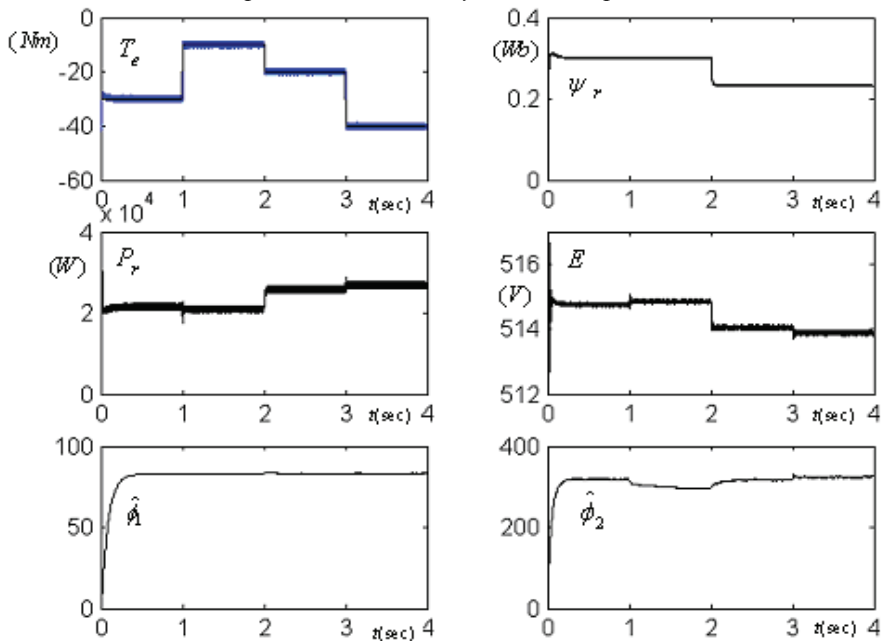 (Nm)
T_e
0
-20
-40
-60
0 1 2 3 t(sec) 4
(Wb)
ψ_r
0.4
0.2
0
0 1 2 3 t(sec) 4
x 10^4
(W)
P_r
4
2
0
0 1 2 3 t(sec) 4
(V)
E
516
514
512
0 1 2 3 t(sec) 4
100
50
0
ϕ̂_1
0 1 2 3 t(sec) 4
400
200
0
ϕ̂_2
0 1 2 3 t(sec) 4